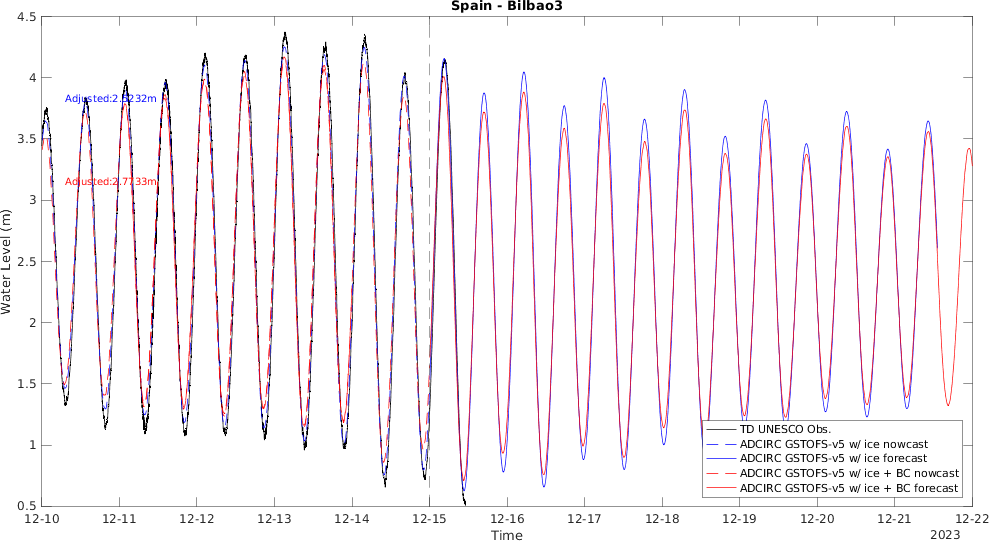 Spain - Bilbao3
4.5
4
3.5
3
2.5
2
1.5
1
0.5
Water Level (m)
Adjusted:2.5232m
Adjusted:2.7733m
TD UNESCO Obs.
ADCIRC GSTOFS-v5 w/ ice nowcast
ADCIRC GSTOFS-v5 w/ ice forecast
ADCIRC GSTOFS-v5 w/ ice + BC nowcast
ADCIRC GSTOFS-v5 w/ ice + BC forecast
12-10 12-11 12-12 12-13 12-14 12-15 12-16 12-17 12-18 12-19 12-20 12-21 12-22
Time
2023